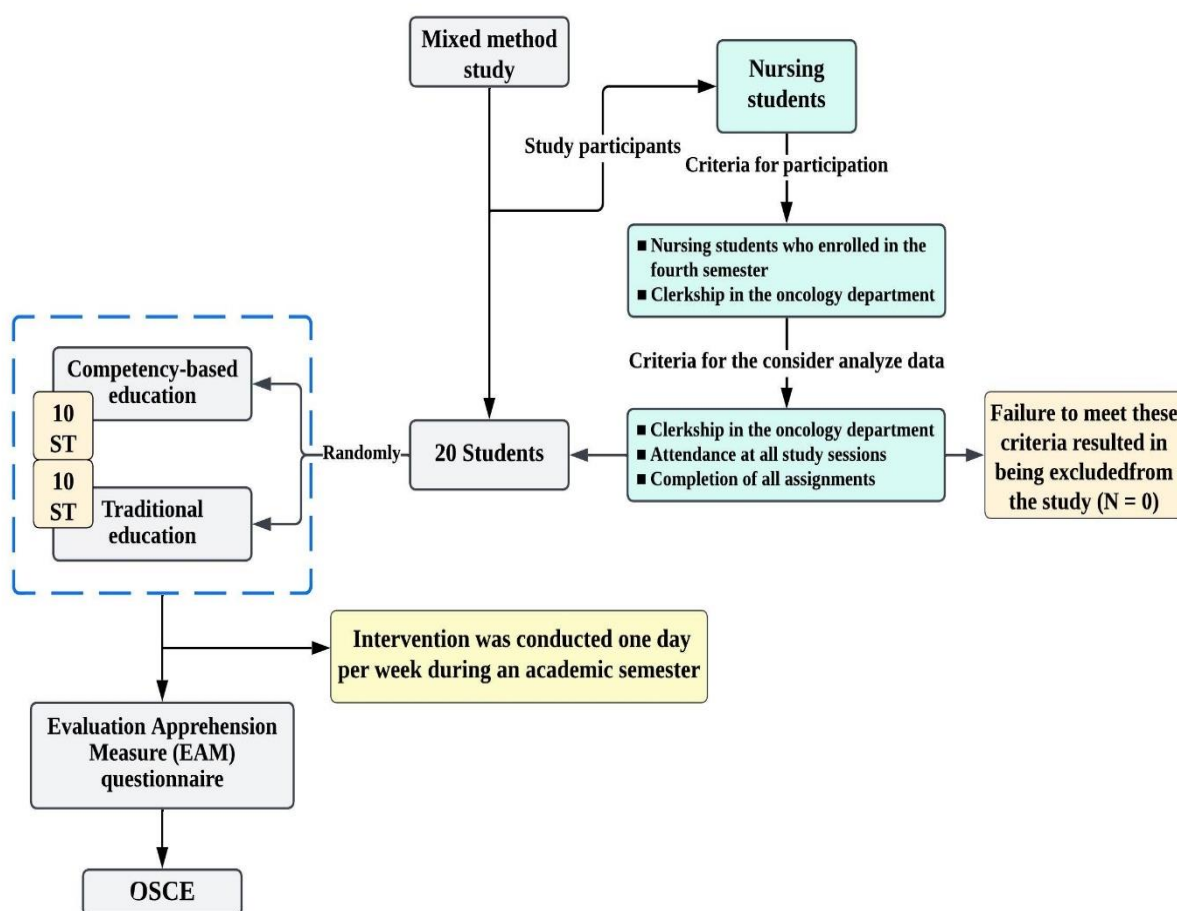 Mixed method
study
Nursing
students
Study participants
Criteria for participation
■ Nursing students who enrolled in the
fourth semester
■ Clerkship in the oncology department
Criteria for the consider analyze data
■ Clerkship in the oncology department
■ Attendance at all study sessions
■ Completion of all assignments
Failure to meet these
criteria resulted in
being excludedfrom
the study (N = 0)
20 Students
Randomly
Competency-based
education
10
ST
10
ST
Traditional
education
Intervention was conducted one day
per week during an academic semester
Evaluation Apprehension
Measure (EAM)
questionnaire
OSCE